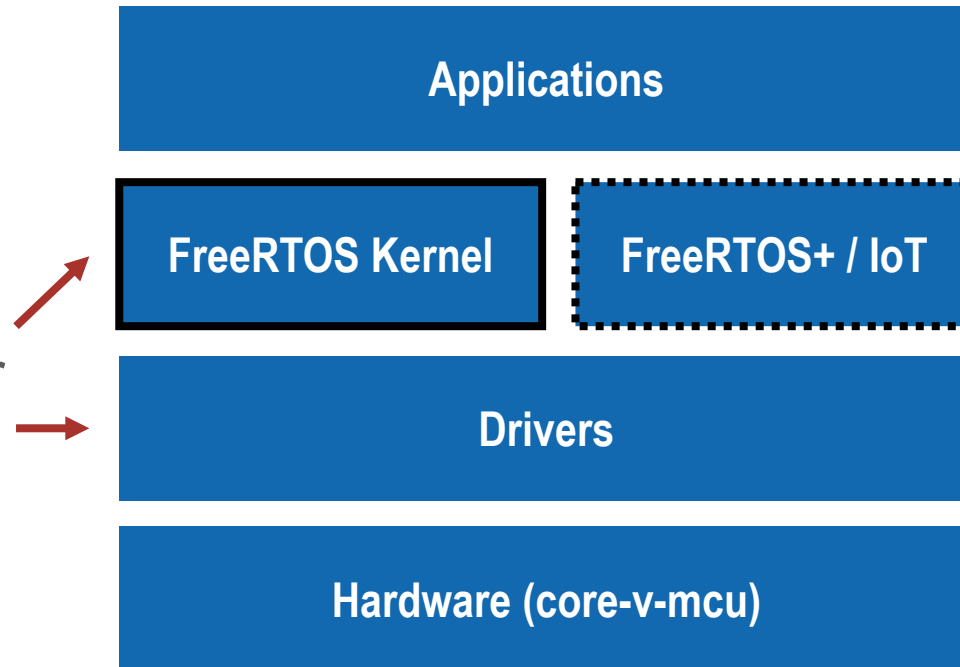 Applications
FreeRTOS Kernel
FreeRTOS+ / IoT
Drivers
Hardware (core-v-mcu)